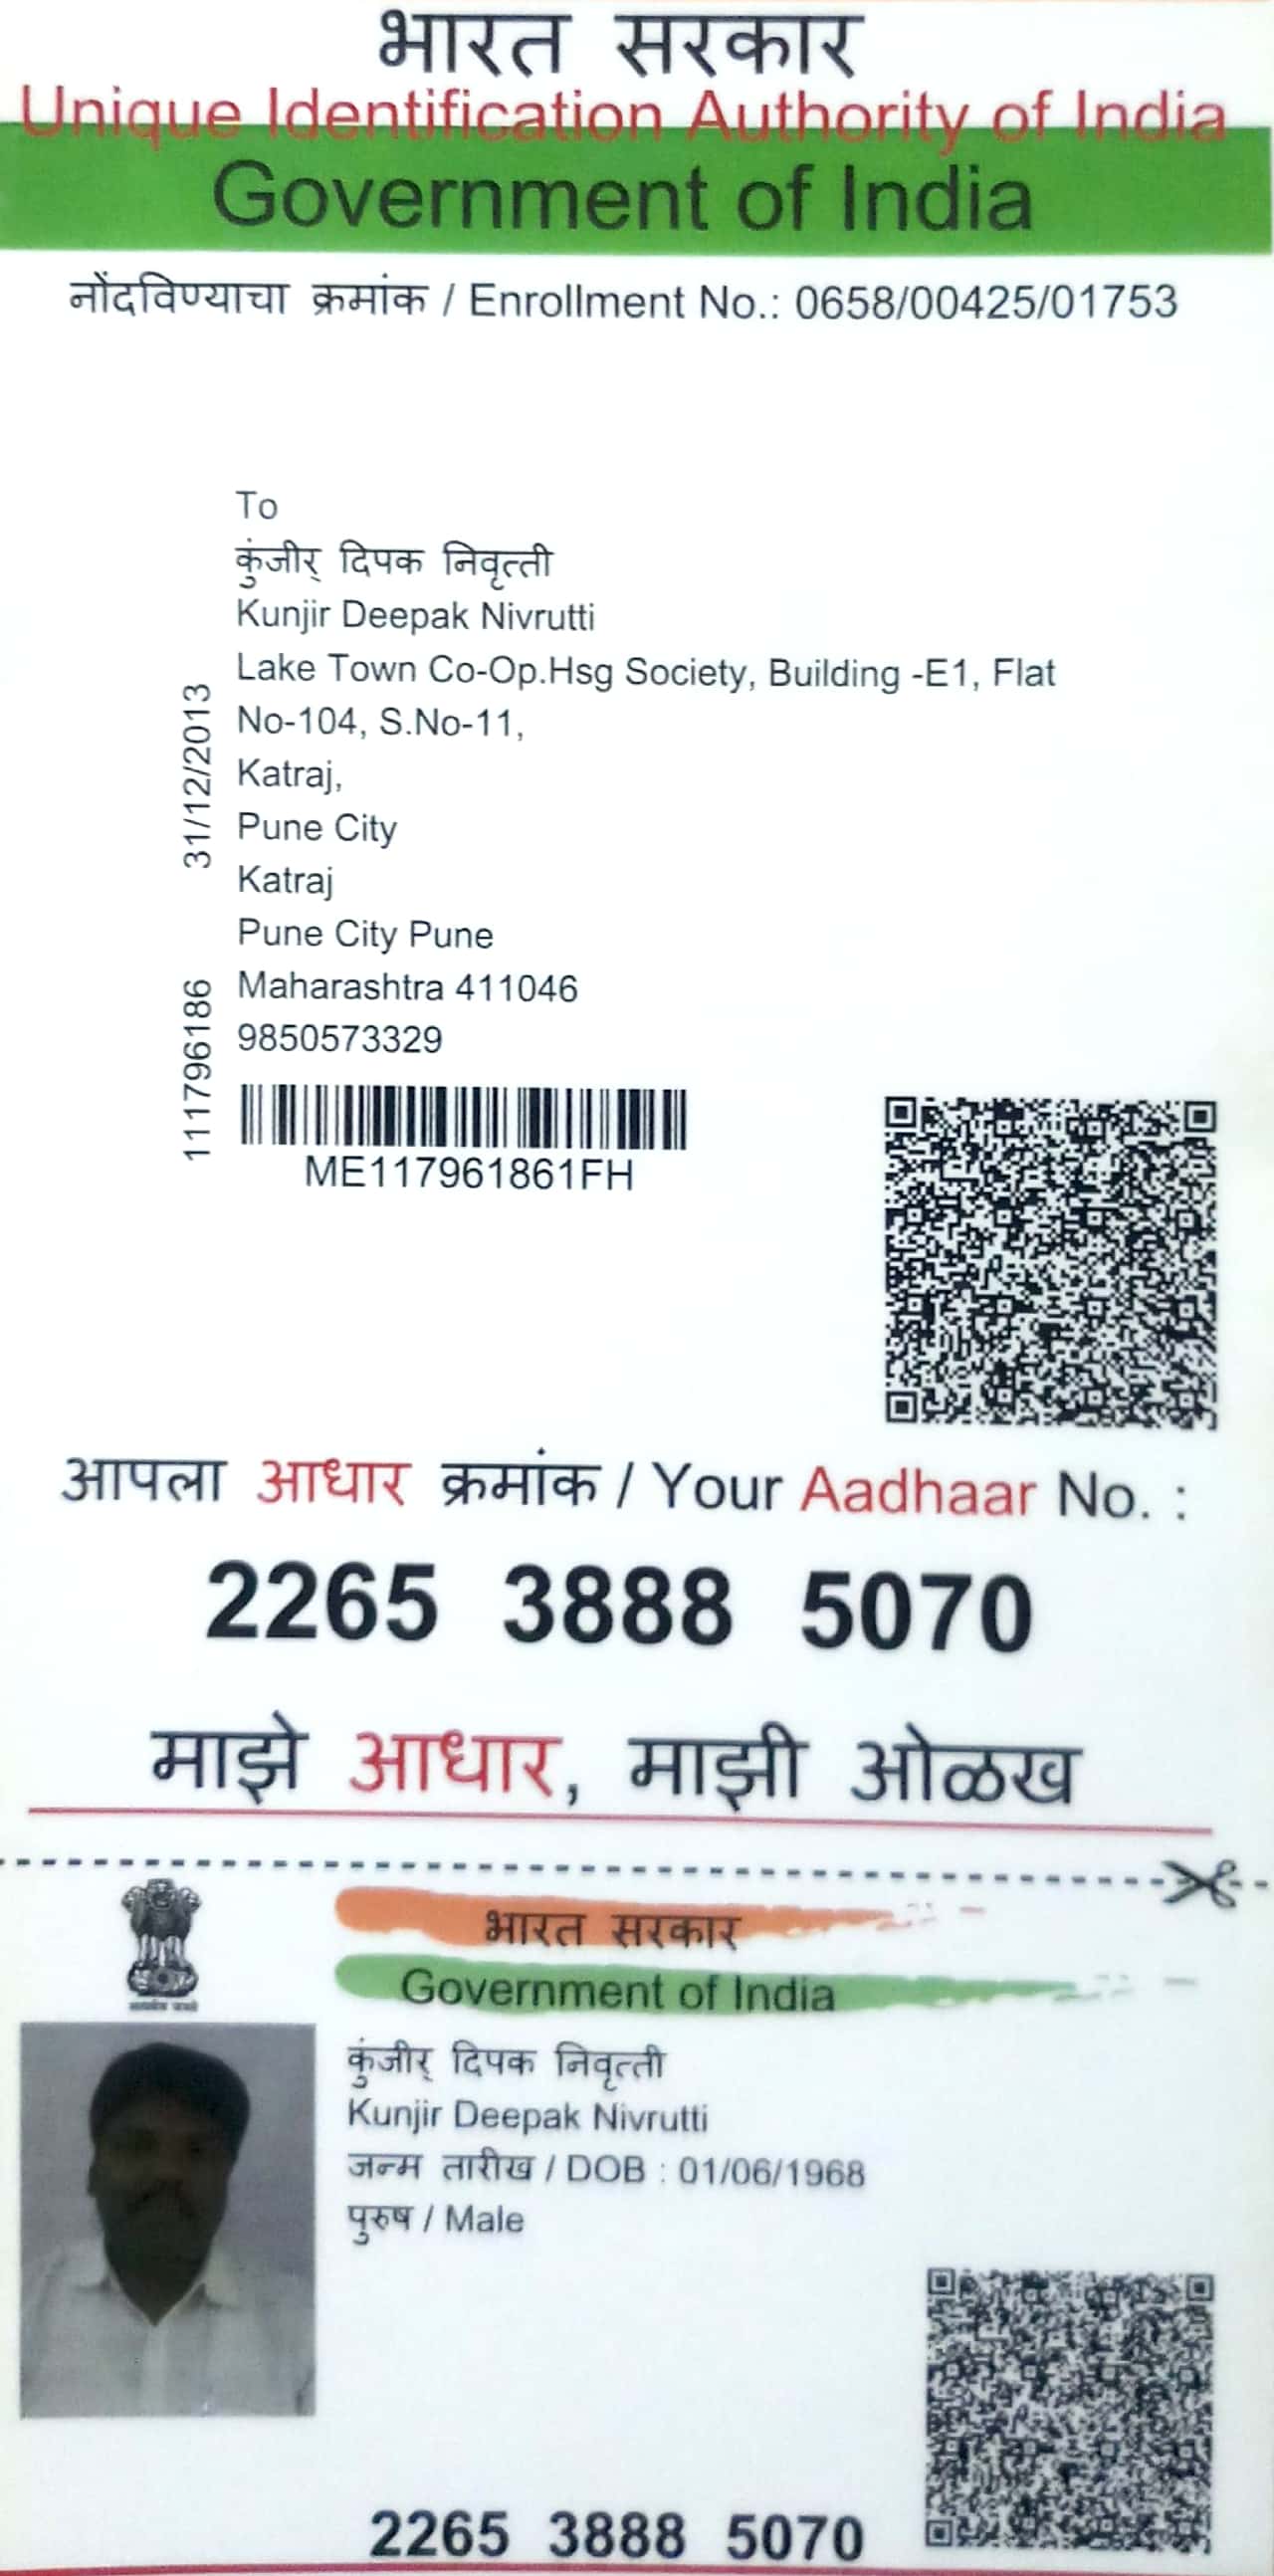 भारत सरकार
Unique Identification Authority of India
Government of India
नोंदविण्याचा क्रमांक / Enrollment No.: 0658/00425/01753
To
कुंजीर् दिपक निवृत्ती
Kunjir Deepak Nivrutti
Lake Town Co-Op.Hsg Society, Building -E1, Flat
No-104, S.No-11,
Katraj,
Pune City
Katraj
Pune City Pune
Maharashtra 411046
9850573329
31/12/2013
111796186
ME117961861FH
आपला आधार क्रमांक / Your Aadhaar No. :
2265 3888 5070
माझे आधार, माझी ओळख
भारत सरकार
Government of India
कुंजीर् दिपक निवृत्ती
Kunjir Deepak Nivrutti
जन्म तारीख / DOB : 01/06/1968
पुरुष / Male
2265 3888 5070